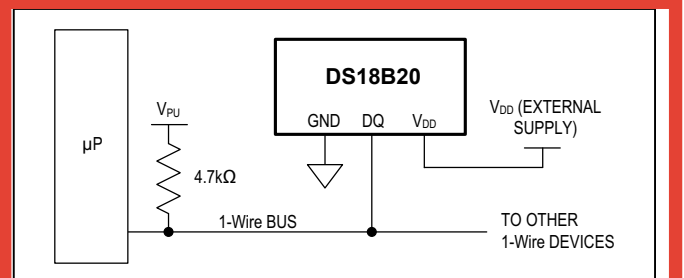 DS18B20
GND DQ VDD
VPU
VDD (EXTERNAL
SUPPLY)
µP
4.7kΩ
1-Wire BUS
TO OTHER
1-Wire DEVICES